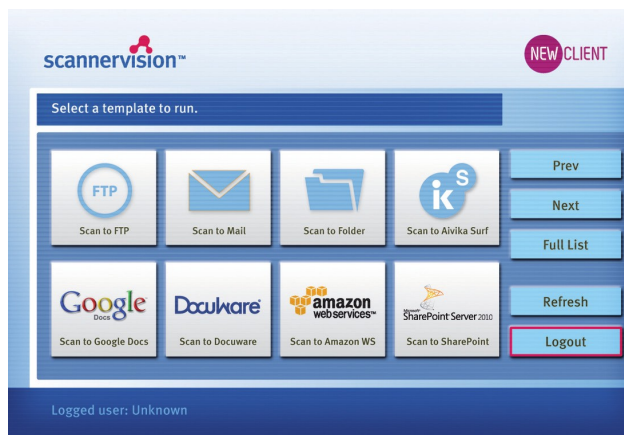 scannervision™
NEW CLIENT
Select a template to run.
FTP
Scan to FTP
Scan to Mail
Scan to Folder
ik S
Scan to Aivika Surf
Prev
Next
Full List
Google
Docs
Scan to Google Docs
DocuWare
Scan to Docuware
amazon
webservices™
Scan to Amazon WS
Microsoft
SharePoint Server 2010
Scan to SharePoint
Refresh
Logout
Logged user: Unknown